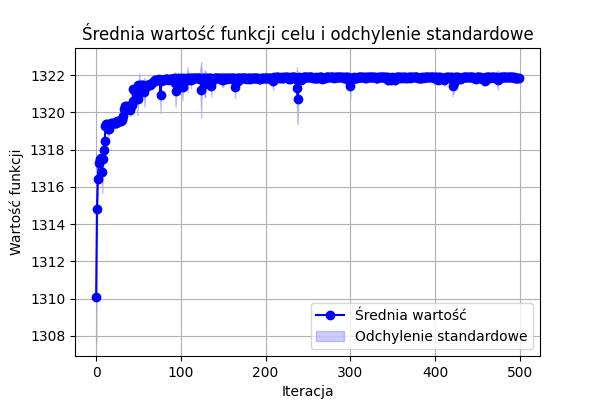 Średnia wartość funkcji celu i odchylenie standardowe
Wartość funkcji
1322
1320
1318
1316
1314
1312
1310
1308
Średnia wartość
Odchylenie standardowe
0 100 200 300 400 500
Iteracja